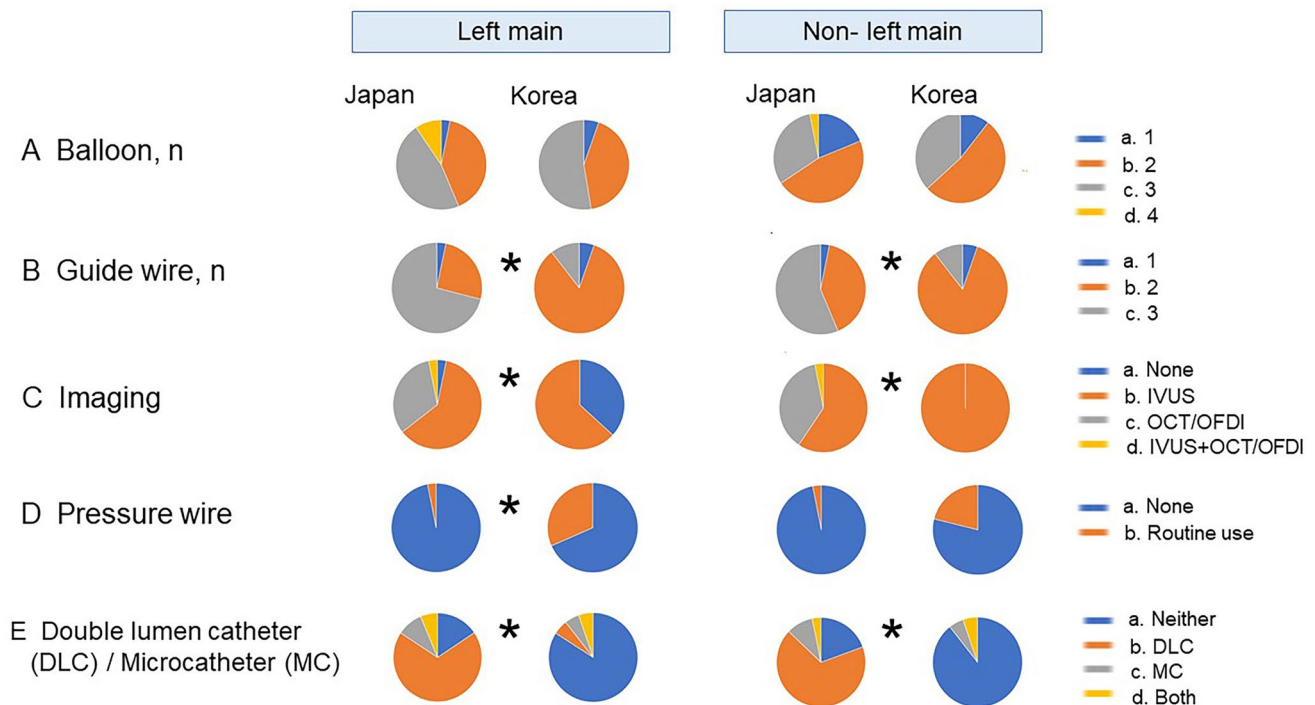 Left main
Non- left main
Japan
Korea
Japan
Korea
A Balloon, n
a. 1
b. 2
c. 3
d. 4
B Guide wire, n
*
*
a. 1
b. 2
c. 3
C Imaging
*
*
a. None
b. IVUS
c. OCT/OFDI
d. IVUS+OCT/OFDI
D Pressure wire
*
a. None
b. Routine use
E Double lumen catheter
(DLC) / Microcatheter (MC)
*
*
a. Neither
b. DLC
c. MC
d. Both